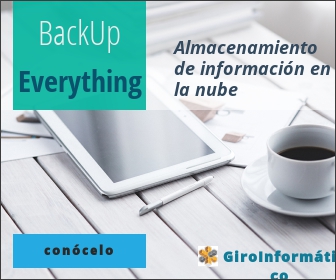 BackUp
Everything
Almacenamiento
de información en
la nube
conócelo
GiroInformáti
co